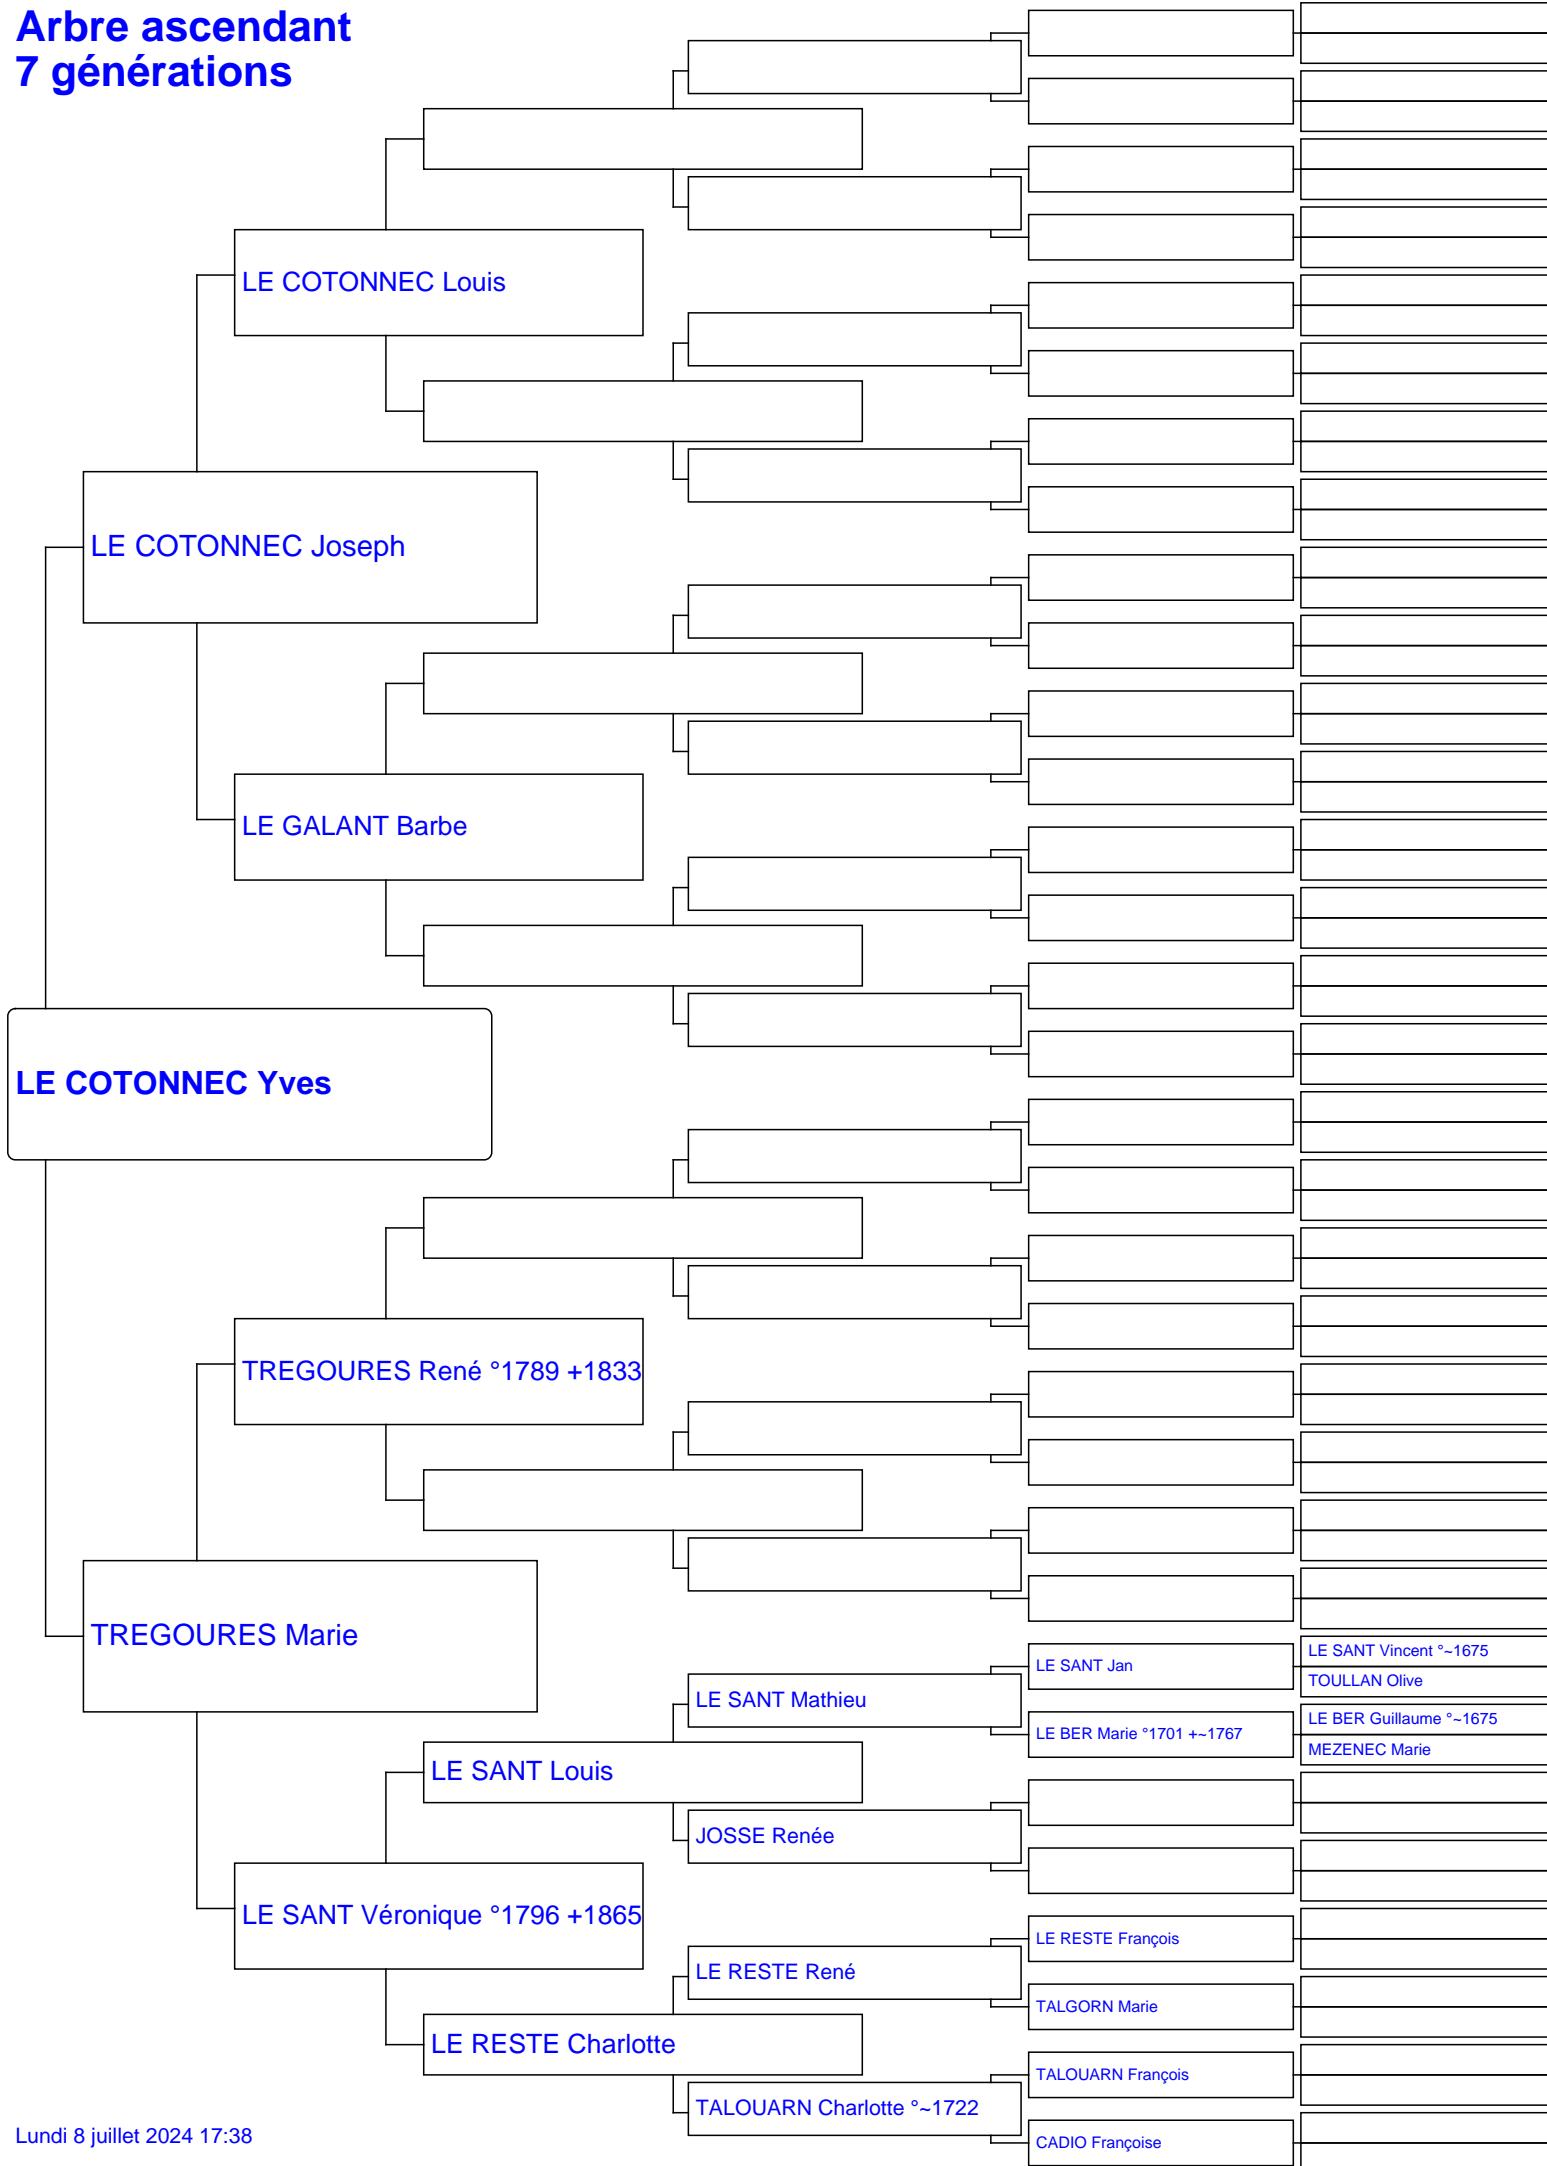 Arbre ascendant
7 générations
LE COTONNEC Louis
LE COTONNEC Joseph
LE GALANT Barbe
LE COTONNEC Yves
TREGOURES René °1789 +1833
TREGOURES Marie
LE SANT Vincent °~1675
LE SANT Jan
TOULLAN Olive
LE SANT Mathieu
LE BER Guillaume °~1675
LE BER Marie °1701 +~1767
MEZENEC Marie
LE SANT Louis
JOSSE Renée
LE SANT Véronique °1796 +1865
LE RESTE François
LE RESTE René
TALGORN Marie
LE RESTE Charlotte
TALOUARN François
TALOUARN Charlotte °~1722
CADIO Françoise
Lundi 8 juillet 2024 17:38